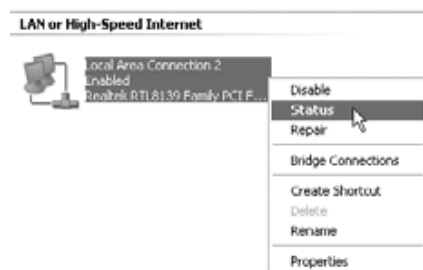 LAN or High-Speed Internet
Local Area Connection 2
Enabled
Realtek RTL8139 Family PCI F...
Disable
Status
Repair
Bridge Connections
Create Shortcut
Delete
Rename
Properties